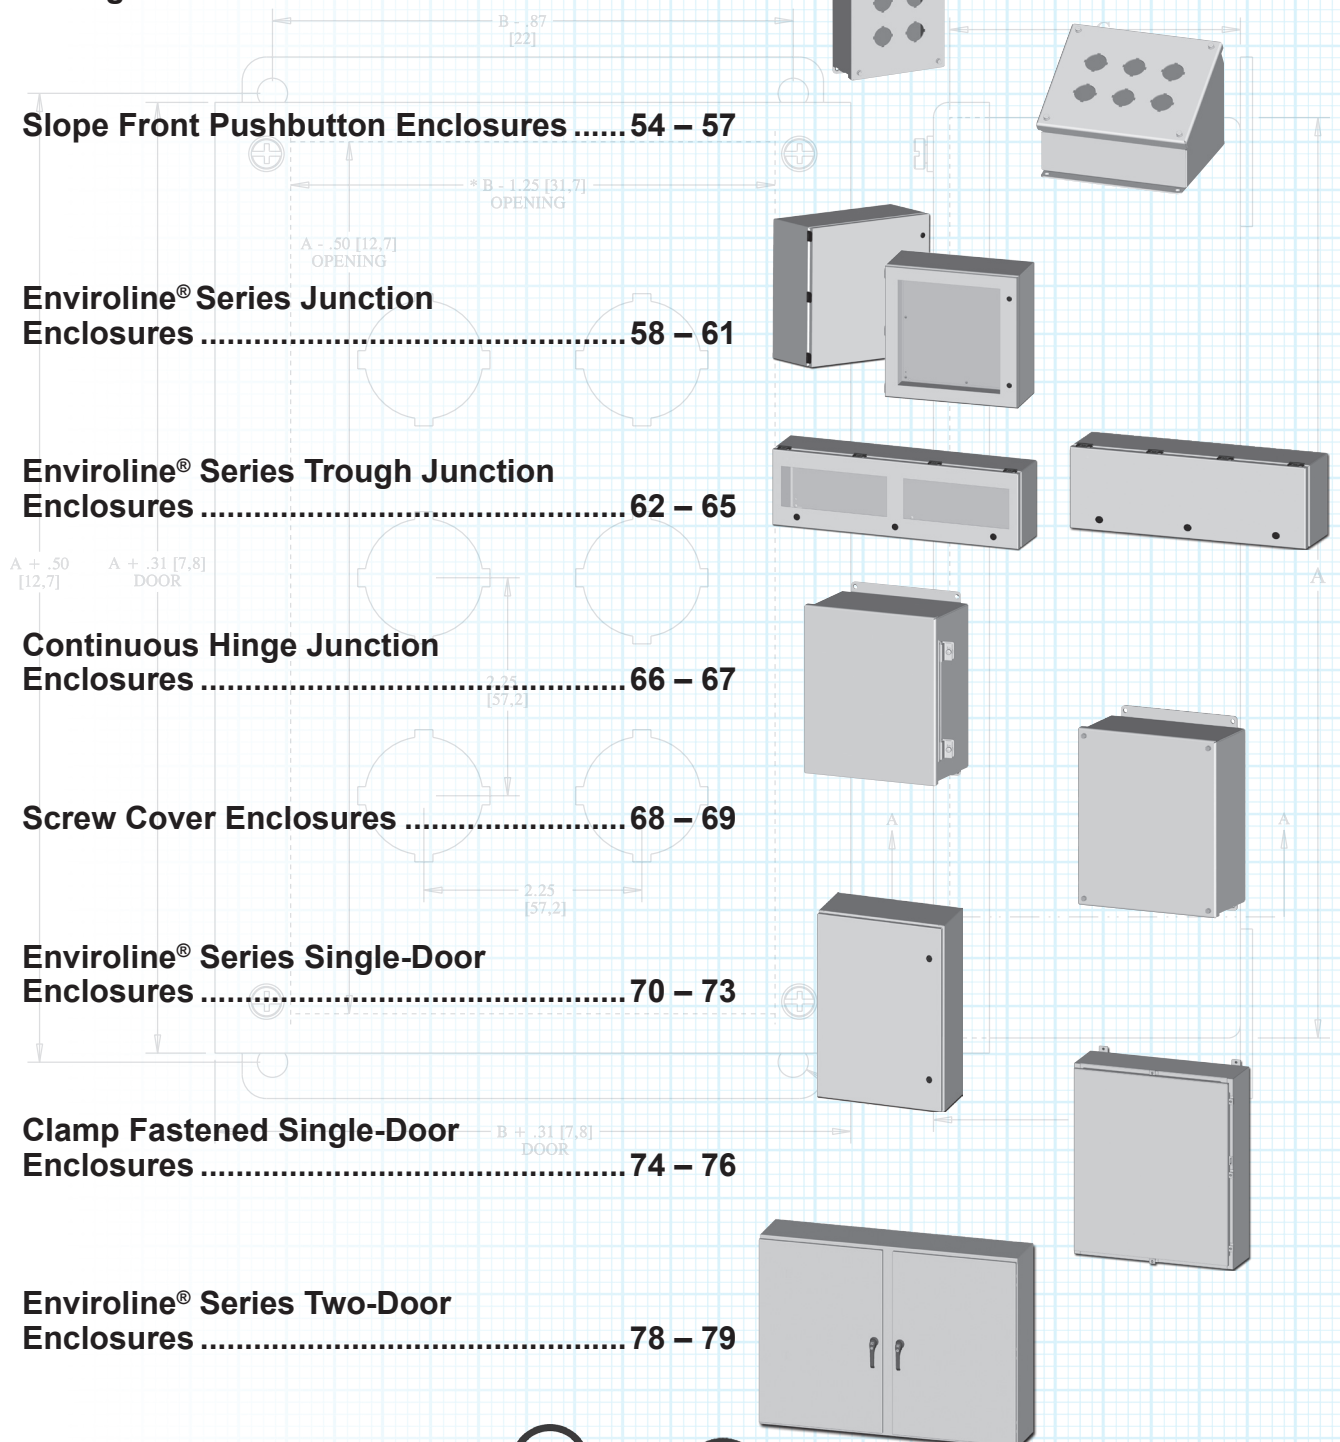 B - .87
[22]
C
Slope Front Pushbutton Enclosures ...... 54 – 57
* B - 1.25 [31,7]
OPENING
A - .50 [12,7]
OPENING
Enviroline® Series Junction
Enclosures ................................................. 58 – 61
Enviroline® Series Trough Junction
Enclosures ................................................. 62 – 65
A + .50
[12,7]
A + .31 [7,8]
DOOR
A
Continuous Hinge Junction
Enclosures ................................................. 66 – 67
2.25
[57,2]
Screw Cover Enclosures ......................... 68 – 69
A
A
2.25
[57,2]
Enviroline® Series Single-Door
Enclosures ................................................. 70 – 73
Clamp Fastened Single-Door
Enclosures ................................................. 74 – 76
B + .31 [7,8]
DOOR
Enviroline® Series Two-Door
Enclosures ................................................. 78 – 79